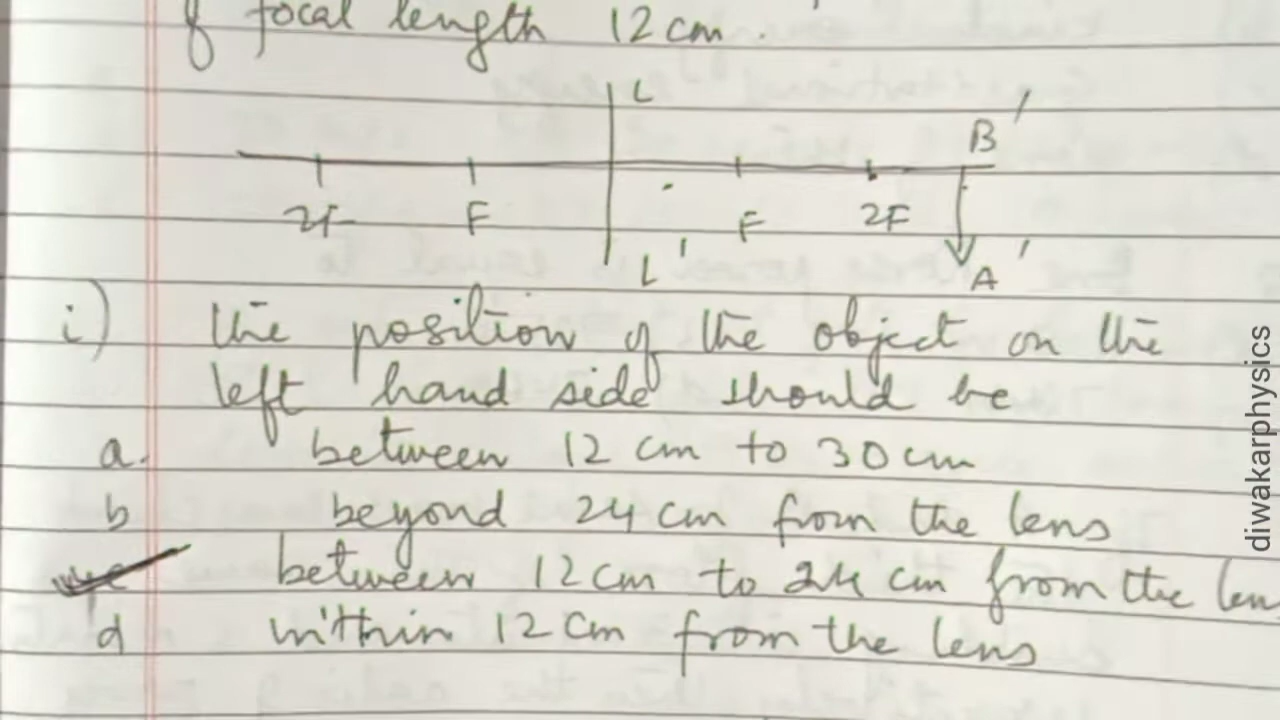 of focal length 12 cm.
L
B'
2F F F 2F
L' A'
i) the position of the object on the
left hand side should be
a. between 12 cm to 30 cm
b beyond 24 cm from the lens
between 12 cm to 24 cm from the len
d within 12 cm from the lens
diwakarphysics